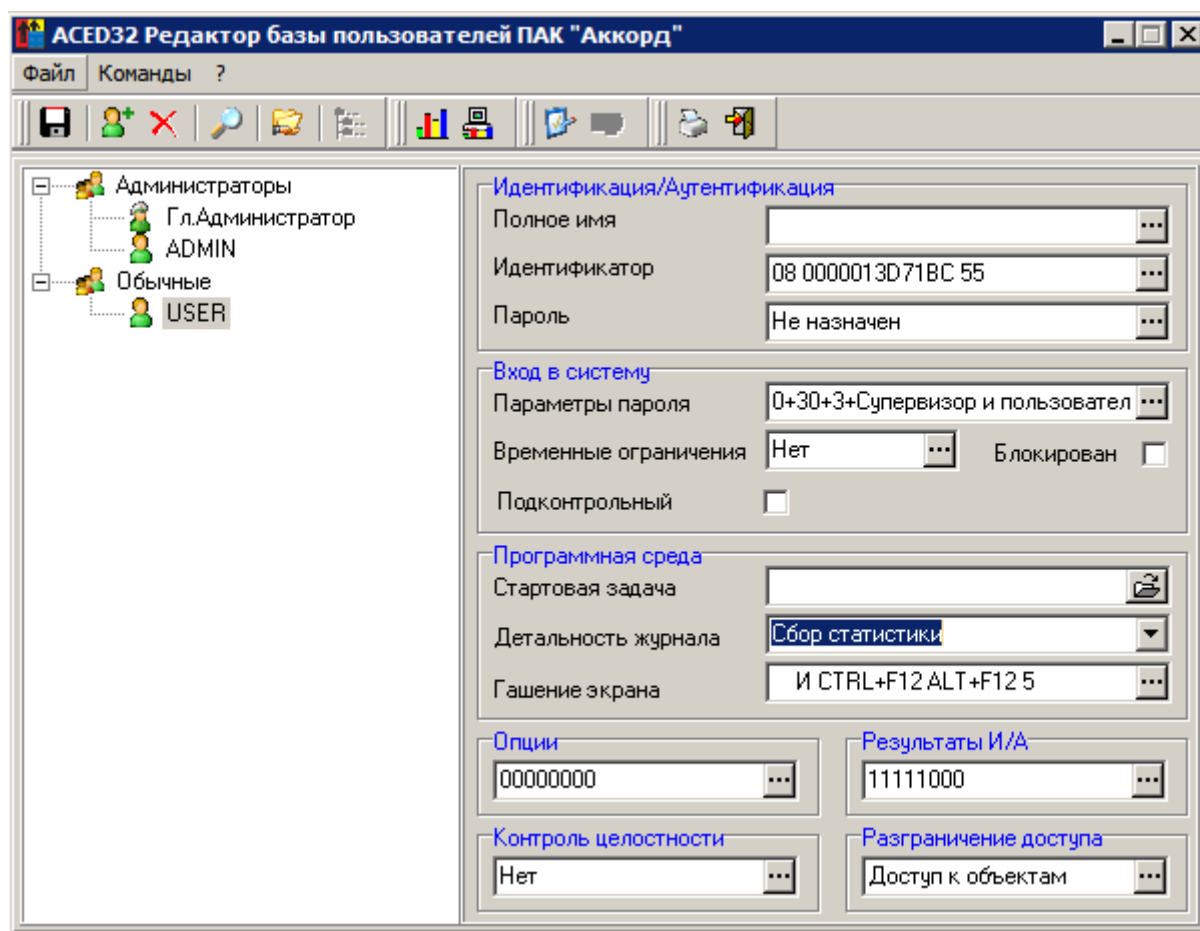 ACED32 Редактор базы пользователей ПАК "Аккорд"
Файл Команды ?
Администраторы
Гл.Администратор
ADMIN
Обычные
USER
Идентификация/Аутентификация
Полное имя
Идентификатор 08 0000013D71BC 55
Пароль Не назначен
Вход в систему
Параметры пароля 0+30+3+Супервизор и пользовател
Временные ограничения Нет Блокирован
Подконтрольный
Программная среда
Стартовая задача
Детальность журнала Сбор статистики
Гашение экрана И CTRL+F12 ALT+F12 5
Опции Результаты И/А
00000000 11111000
Контроль целостности Разграничение доступа
Нет Доступ к объектам